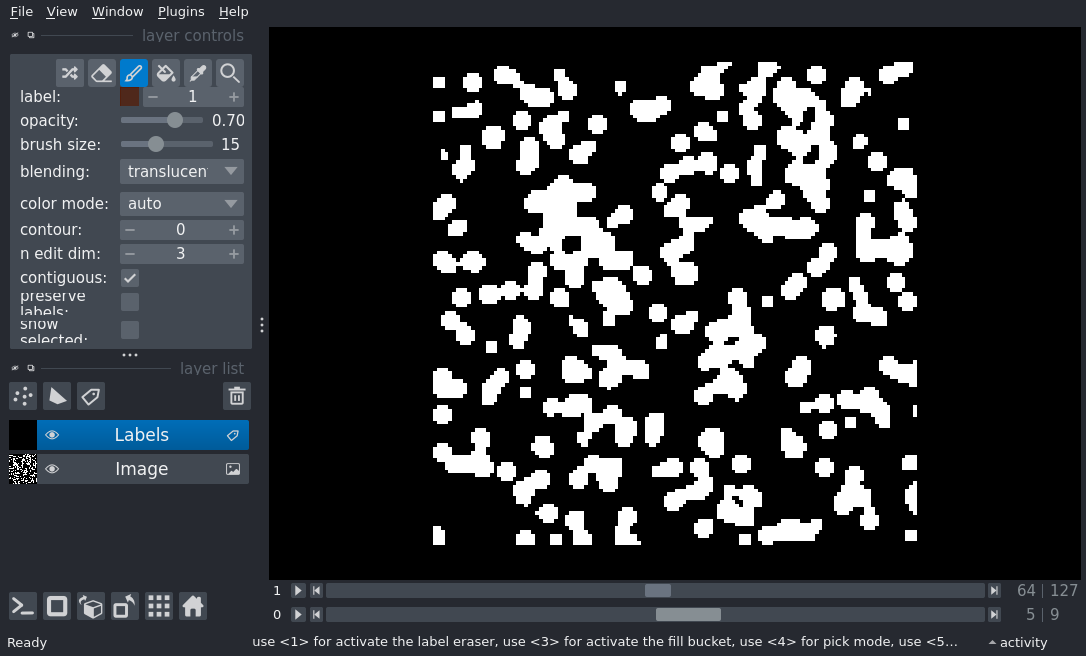 File View Window Plugins Help
layer controls
label: 1
opacity: 0.70
brush size: 15
blending: translucen
color mode: auto
contour: 0
n edit dim: 3
contiguous:
preserve
labels:
show
selected:
layer list
Labels
Image
1 64 | 127
0 5 | 9
Ready use <1> for activate the label eraser, use <3> for activate the fill bucket, use <4> for pick mode, use <5... activity